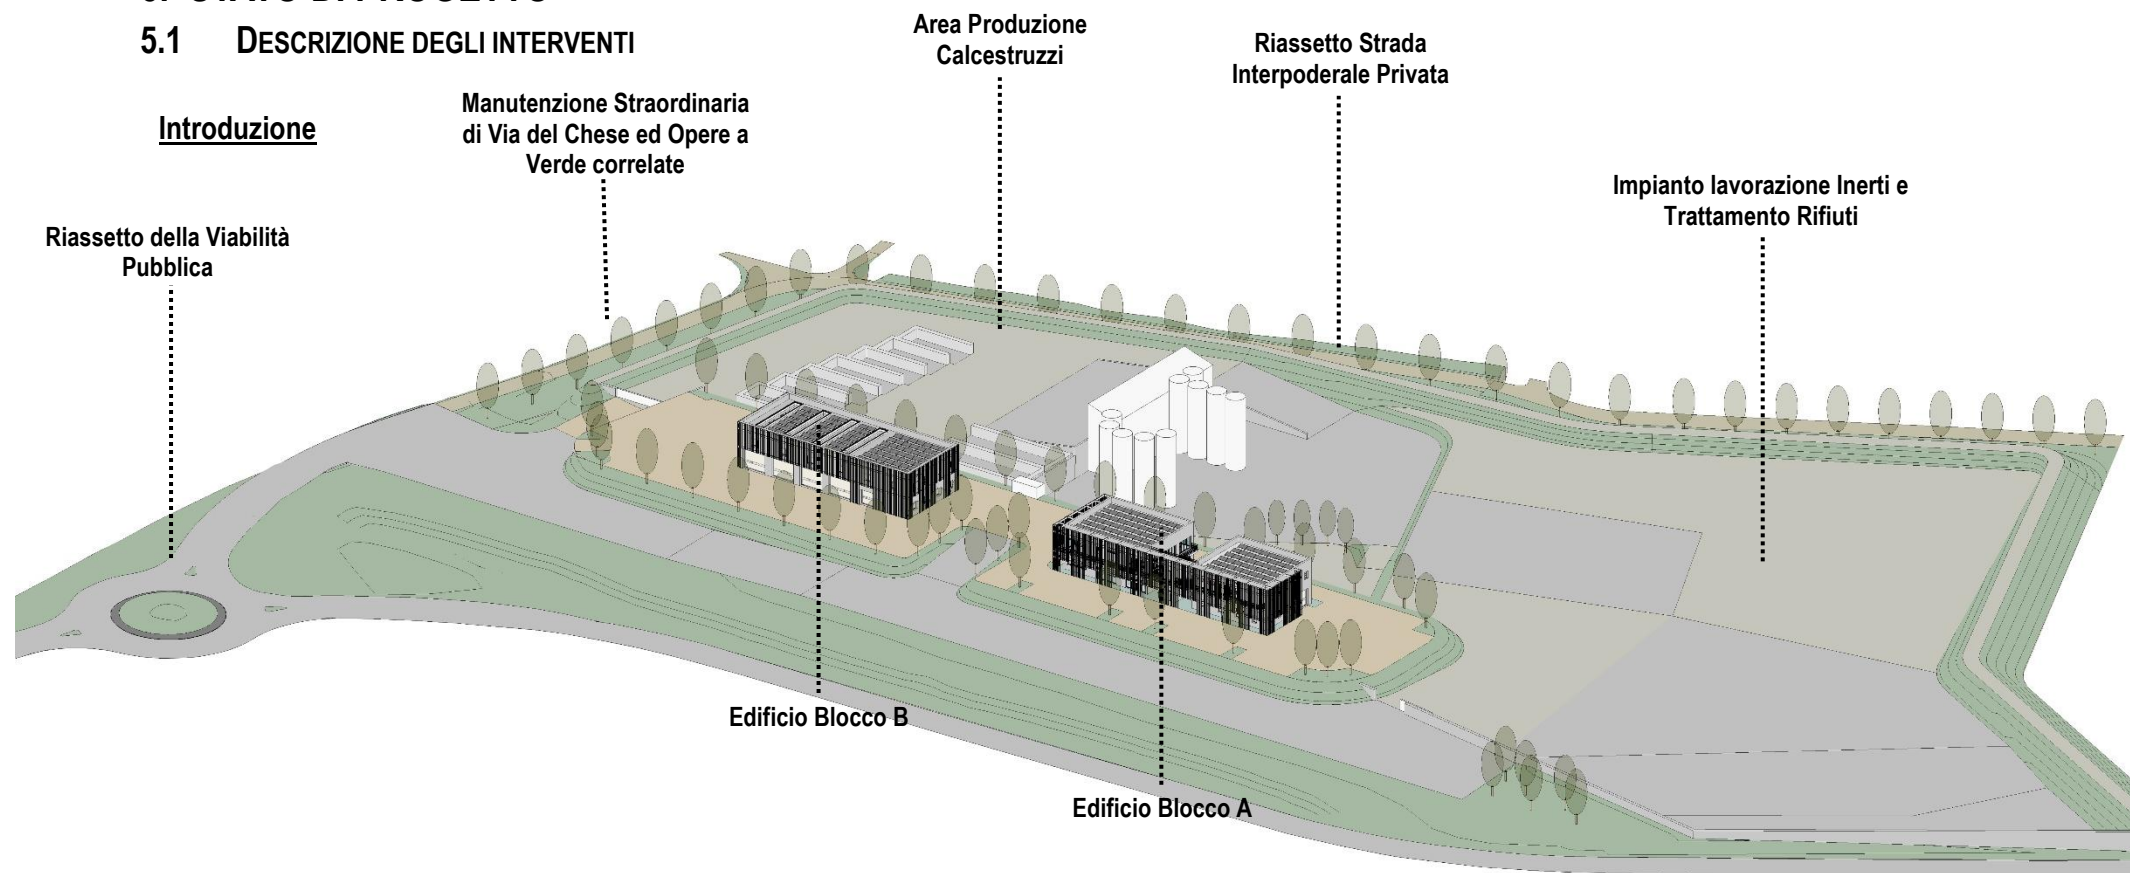 5.1 DESCRIZIONE DEGLI INTERVENTI
Introduzione
Area Produzione
Calcestruzzi
Riassetto Strada
Interpoderale Privata
Manutenzione Straordinaria
di Via del Chese ed Opere a
Verde correlate
Impianto lavorazione Inerti e
Trattamento Rifiuti
Riassetto della Viabilità
Pubblica
Edificio Blocco B
Edificio Blocco A